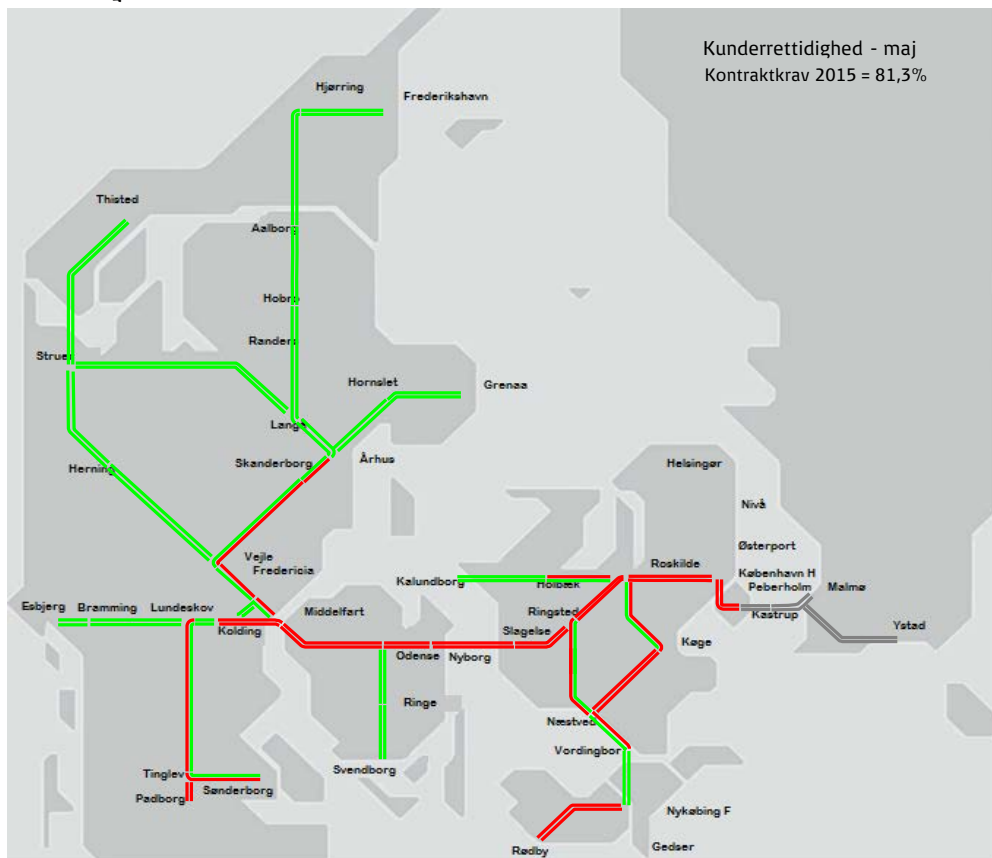 Kunderrettidighed - maj
Kontraktkrav 2015 = 81,3%
Hjørring
Frederikshavn
Thisted
Aalborg
Hobro
Randers
Struer
Hornslet
Grenaa
Langå
Århus
Skanderborg
Herning
Helsingør
Nivå
Østerport
Vejle
Fredericia
Roskilde
København H
Peberholm
Malmø
Kalundborg
Holbæk
Esbjerg
Bramming
Lundeskov
Kolding
Middelfart
Ringsted
Kastrup
Slagelse
Ystad
Køge
Odense
Nyborg
Ringe
Næstved
Vordingbor
Svendborg
Tinglev
Sønderborg
Padborg
Nykøbing F
Rødby
Gedser